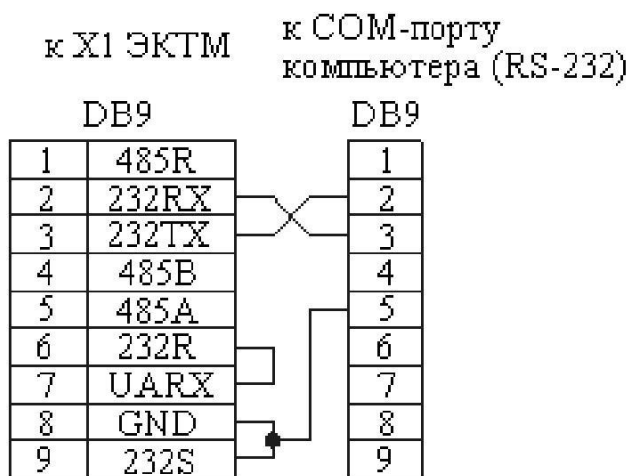 к X1 ЭКТМ
к COM-порту
компьютера (RS-232)
DB9
DB9
1 485R 1
2 232RX 2
3 232TX 3
4 485B 4
5 485A 5
6 232R 6
7 UARX 7
8 GND 8
9 232S 9